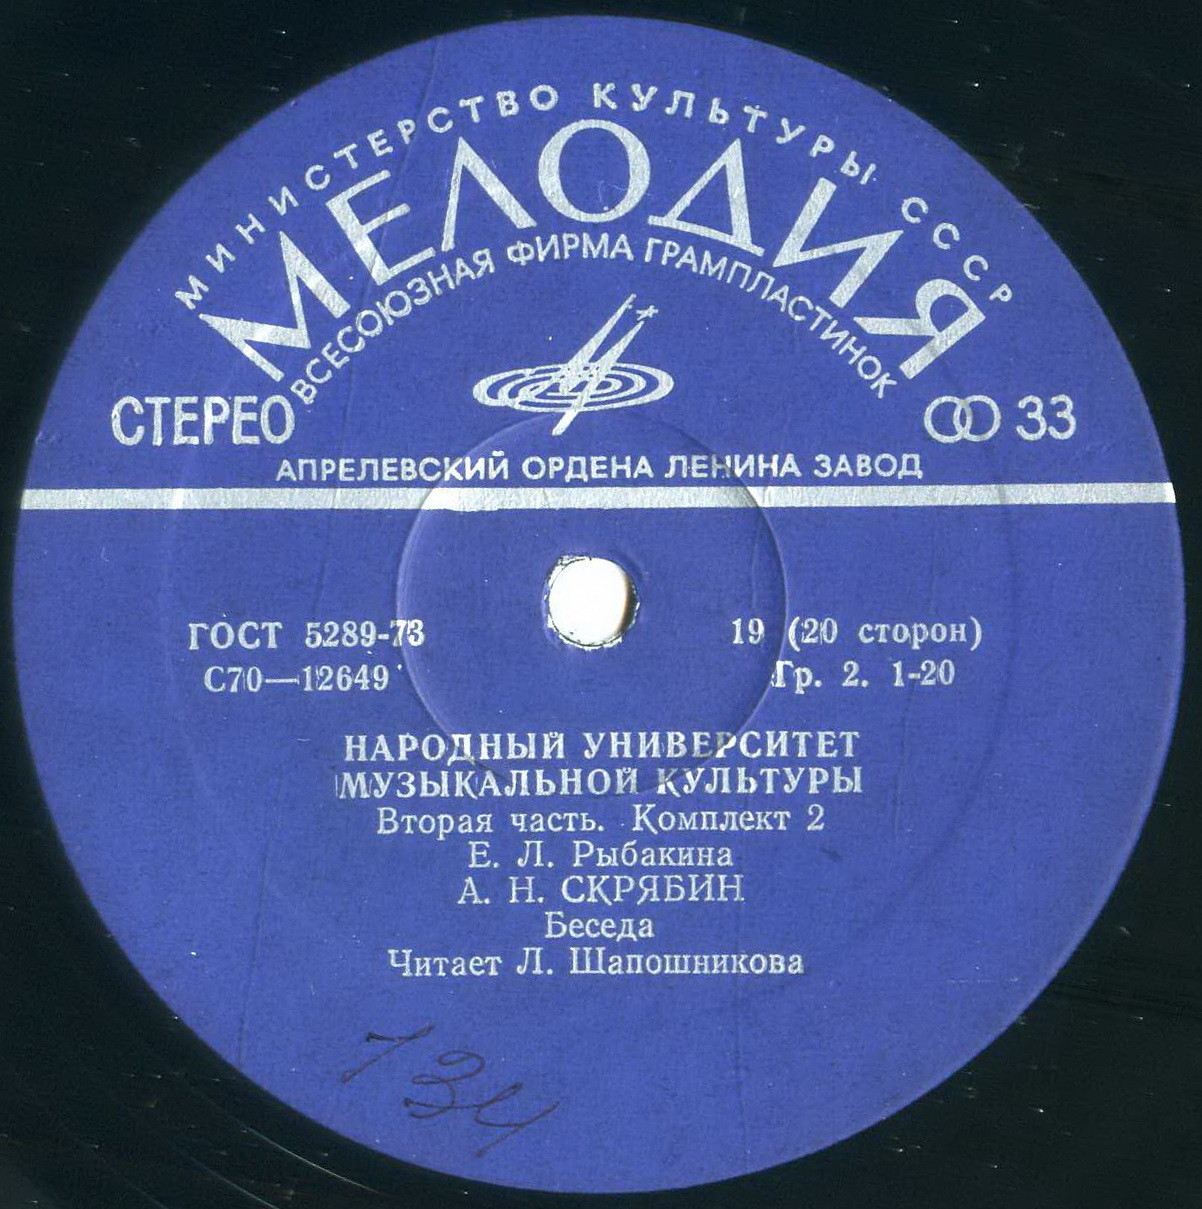 МИНИСТЕРСТВО КУЛЬТУРЫ СССР
МЕЛОДИЯ
ВСЕСОЮЗНАЯ ФИРМА ГРАМПЛАСТИНОК
СТЕРЕО
33
АПРЕЛЕВСКИЙ ОРДЕНА ЛЕНИНА ЗАВОД
ГОСТ 5289-73
19 (20 сторон)
С70—12649
Гр. 2. 1-20
НАРОДНЫЙ УНИВЕРСИТЕТ
МУЗЫКАЛЬНОЙ КУЛЬТУРЫ
Вторая часть. Комплект 2
Е. Л. Рыбакина
А. Н. СКРЯБИН
Беседа
Читает Л. Шапошникова
134